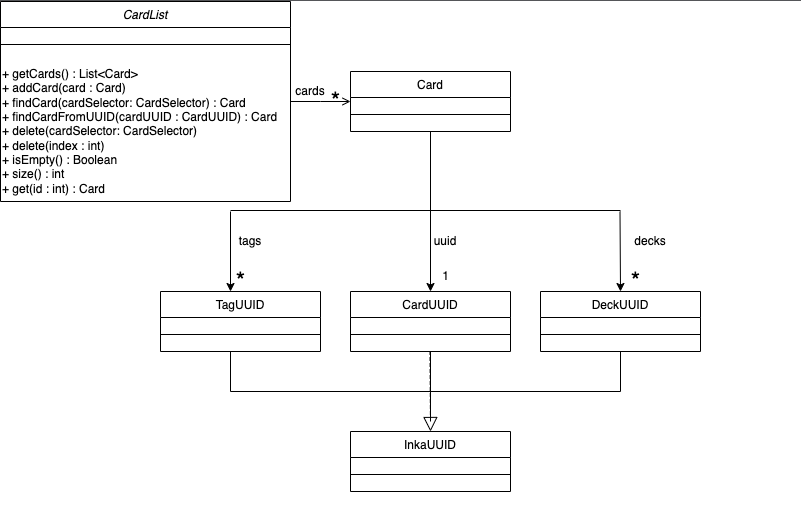 CardList
+ getCards() : List<Card>
+ addCard(card : Card)
+ findCard(cardSelector: CardSelector) : Card
+ findCardFromUUID(cardUUID : CardUUID) : Card
+ delete(cardSelector: CardSelector)
+ delete(index : int)
+ isEmpty() : Boolean
+ size() : int
+ get(id : int) : Card
cards
*
Card
tags
uuid
decks
*
1
*
TagUUID
CardUUID
DeckUUID
InkaUUID